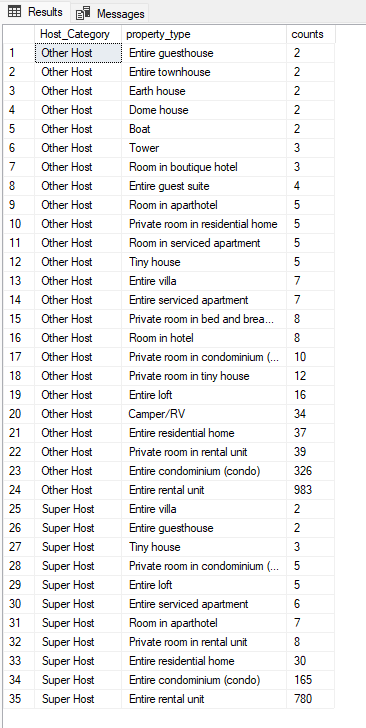 Results Messages
Host_Category property_type counts
1 Other Host Entire guesthouse 2
2 Other Host Entire townhouse 2
3 Other Host Earth house 2
4 Other Host Dome house 2
5 Other Host Boat 2
6 Other Host Tower 3
7 Other Host Room in boutique hotel 3
8 Other Host Entire guest suite 4
9 Other Host Room in aparthotel 5
10 Other Host Private room in residential home 5
11 Other Host Room in serviced apartment 5
12 Other Host Tiny house 5
13 Other Host Entire villa 7
14 Other Host Entire serviced apartment 7
15 Other Host Private room in bed and brea... 8
16 Other Host Room in hotel 8
17 Other Host Private room in condominium (... 10
18 Other Host Private room in tiny house 12
19 Other Host Entire loft 16
20 Other Host Camper/RV 34
21 Other Host Entire residential home 37
22 Other Host Private room in rental unit 39
23 Other Host Entire condominium (condo) 326
24 Other Host Entire rental unit 983
25 Super Host Entire villa 2
26 Super Host Entire guesthouse 2
27 Super Host Tiny house 3
28 Super Host Private room in condominium (... 5
29 Super Host Entire loft 5
30 Super Host Entire serviced apartment 6
31 Super Host Room in aparthotel 7
32 Super Host Private room in rental unit 8
33 Super Host Entire residential home 30
34 Super Host Entire condominium (condo) 165
35 Super Host Entire rental unit 780